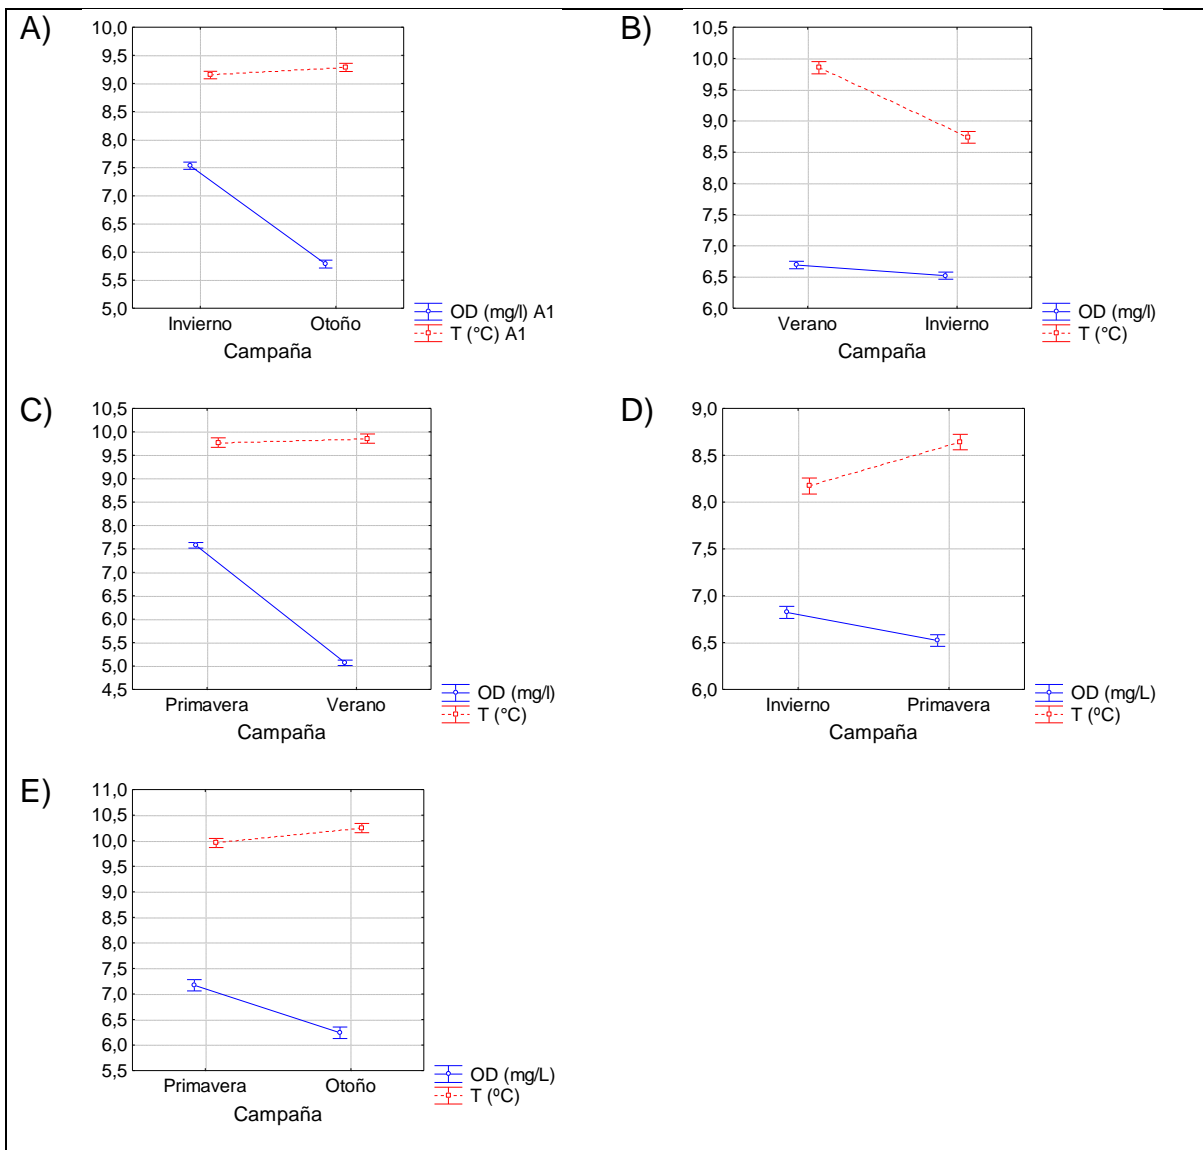 A)
10,0
9,5
9,0
8,5
8,0
7,5
7,0
6,5
6,0
5,5
5,0
Invierno Otoño
Campaña
OD (mg/l) A1
T (°C) A1
B)
10,5
10,0
9,5
9,0
8,5
8,0
7,5
7,0
6,5
6,0
Verano Invierno
Campaña
OD (mg/l)
T (°C)
C)
10,5
10,0
9,5
9,0
8,5
8,0
7,5
7,0
6,5
6,0
5,5
5,0
4,5
Primavera Verano
Campaña
OD (mg/l)
T (°C)
D)
9,0
8,5
8,0
7,5
7,0
6,5
6,0
Invierno Primavera
Campaña
OD (mg/L)
T (ºC)
E)
11,0
10,5
10,0
9,5
9,0
8,5
8,0
7,5
7,0
6,5
6,0
5,5
Primavera Otoño
Campaña
OD (mg/L)
T (ºC)